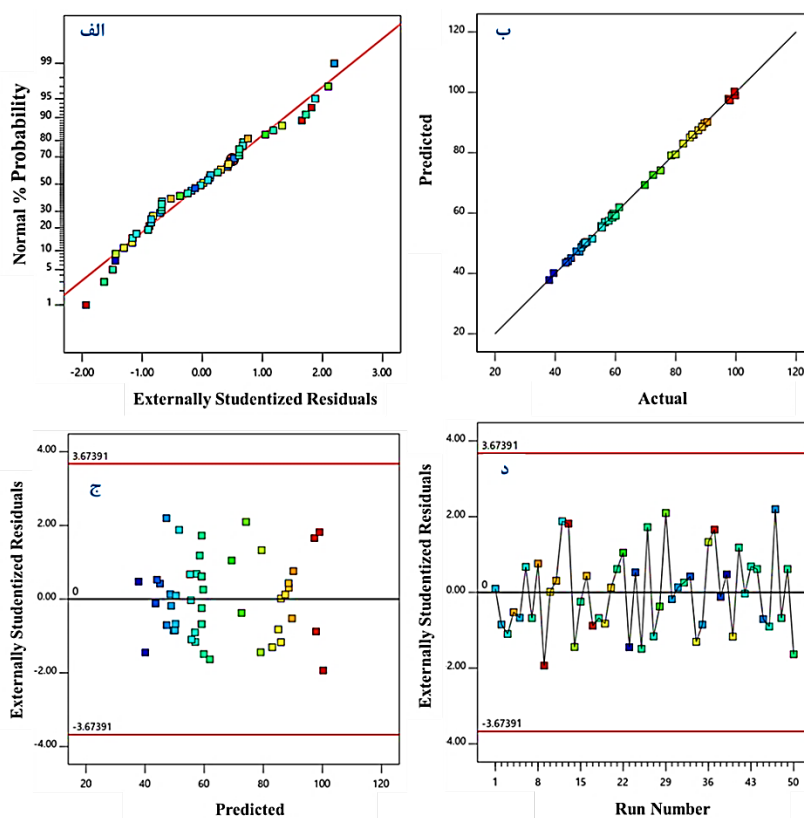 الف
Normal % Probability
99
95
90
80
70
50
30
20
10
5
1
-2.00 -1.00 0.00 1.00 2.00 3.00
Externally Studentized Residuals
ب
Predicted
120
100
80
60
40
20
20 40 60 80 100 120
Actual
ج
Externally Studentized Residuals
4.00
3.67391
2.00
0
0.00
-2.00
-3.67391
-4.00
20 40 60 80 100 120
Predicted
د
Externally Studentized Residuals
4.00
3.67391
2.00
0
0.00
2.00
-3.67391
4.00
1 8 15 22 29 36 43 50
Run Number